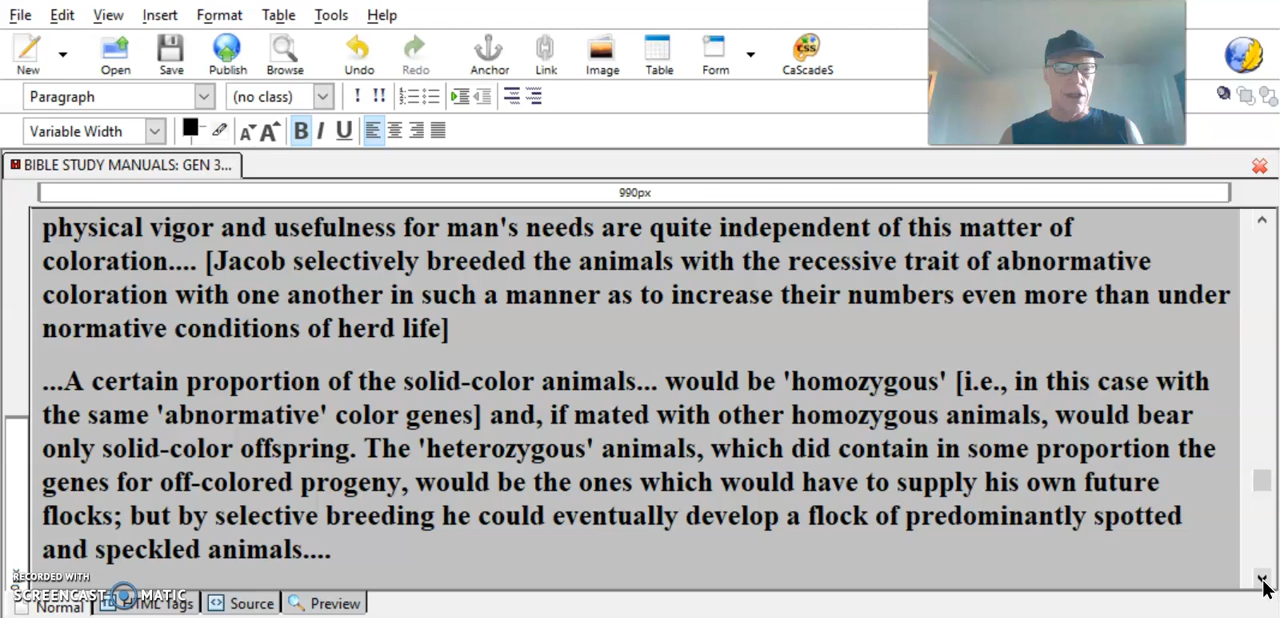 File Edit View Insert Format Table Tools Help
New Open Save Publish Browse Undo Redo Anchor Link Image Table Form CaScadeS
Paragraph (no class) ! !!
Variable Width A A B I U
BIBLE STUDY MANUALS: GEN 3...
990px
physical vigor and usefulness for man's needs are quite independent of this matter of
coloration.... [Jacob selectively breeded the animals with the recessive trait of abnormative
coloration with one another in such a manner as to increase their numbers even more than under
normative conditions of herd life]
...A certain proportion of the solid-color animals... would be 'homozygous' [i.e., in this case with
the same 'abnormative' color genes] and, if mated with other homozygous animals, would bear
only solid-color offspring. The 'heterozygous' animals, which did contain in some proportion the
genes for off-colored progeny, would be the ones which would have to supply his own future
flocks; but by selective breeding he could eventually develop a flock of predominantly spotted
and speckled animals....
RECORDED WITH
SCREENCAST MATIC
Normal HTML Tags Source Preview